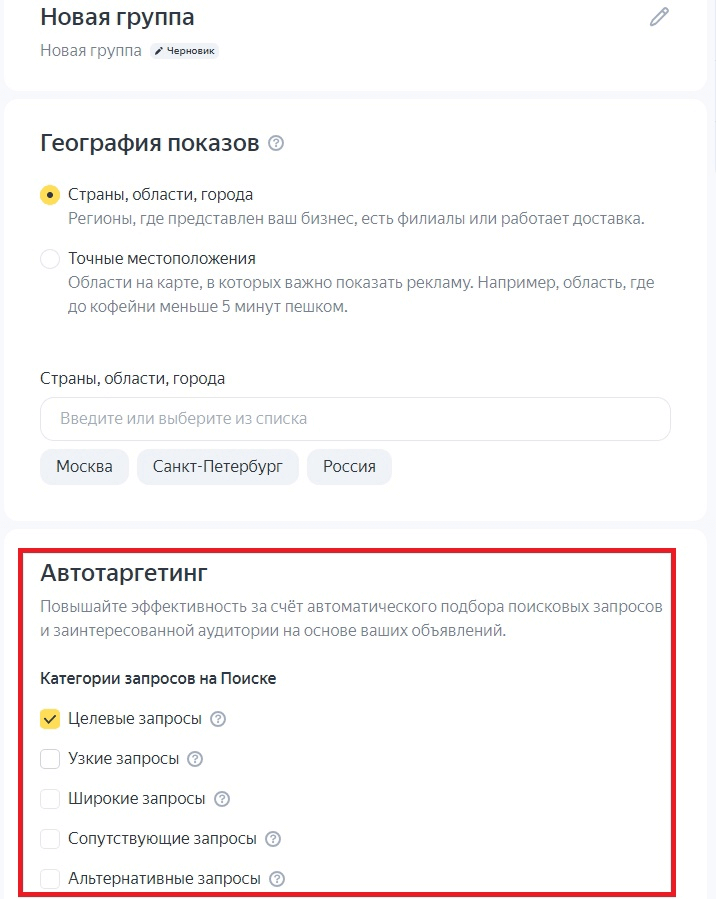 Новая группа
Новая группа Черновик
География показов
Страны, области, города
Регионы, где представлен ваш бизнес, есть филиалы или работает доставка.
Точные местоположения
Области на карте, в которых важно показать рекламу. Например, область, где
до кофейни меньше 5 минут пешком.
Страны, области, города
Введите или выберите из списка
Москва Санкт-Петербург Россия
Автотаргетинг
Повышайте эффективность за счёт автоматического подбора поисковых запросов
и заинтересованной аудитории на основе ваших объявлений.
Категории запросов на Поиске
Целевые запросы
Узкие запросы
Широкие запросы
Сопутствующие запросы
Альтернативные запросы